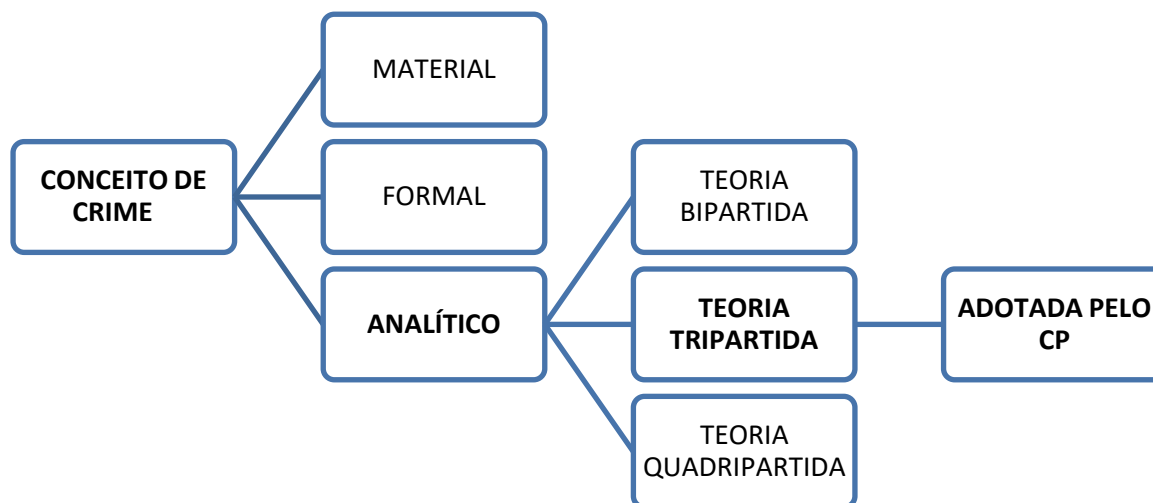 MATERIAL
CONCEITO DE
CRIME
FORMAL
TEORIA
BIPARTIDA
ANALÍTICO
TEORIA
TRIPARTIDA
ADOTADA PELO
CP
TEORIA
QUADRIPARTIDA